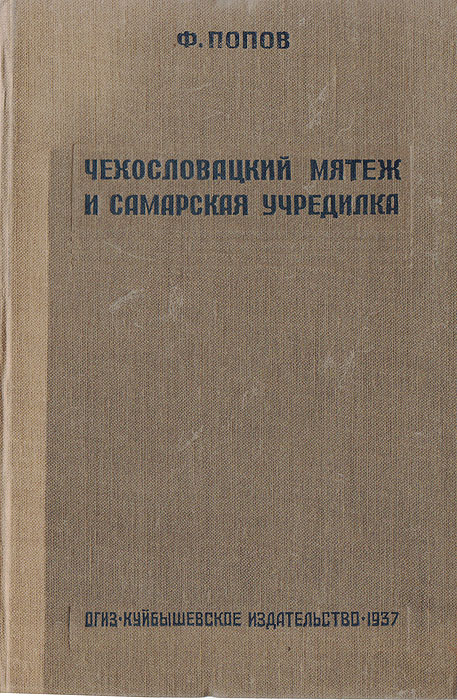 Ф. ПОПОВ
ЧЕХОСЛОВАЦКИЙ МЯТЕЖ
И САМАРСКАЯ УЧРЕДИЛКА
ОГИЗ•КУЙБЫШЕВСКОЕ ИЗДАТЕЛЬСТВО•1937